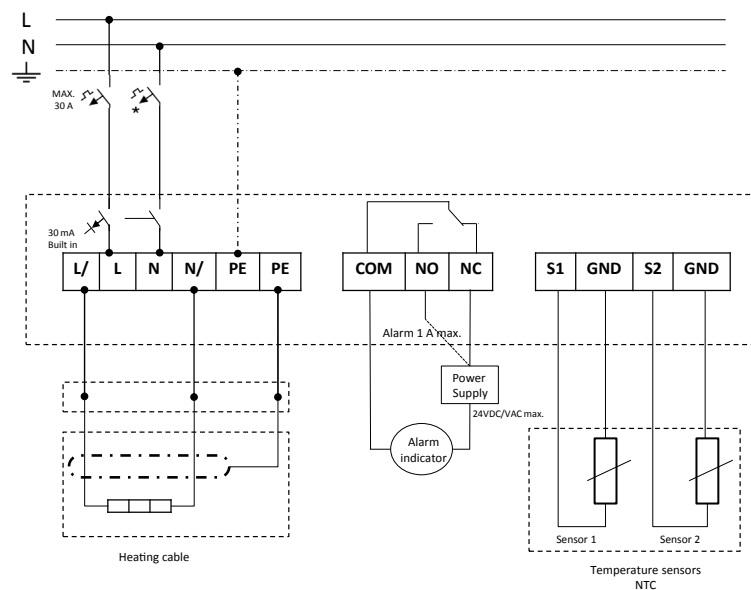 L
N
MAX.
30 A
*
30 mA
Built in
L/ L N N/ PE PE
COM NO NC
S1 GND S2 GND
Alarm 1 A max.
Power
Supply
24VDC/VAC max.
Alarm
indicator
Sensor 1
Sensor 2
Heating cable
Temperature sensors
NTC